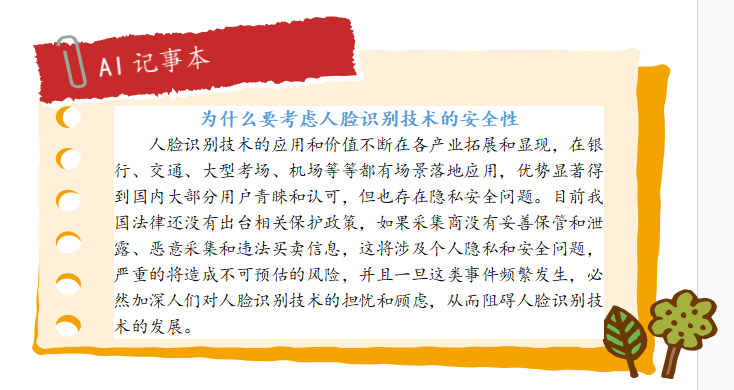 AI 记事本
为什么要考虑人脸识别技术的安全性
人脸识别技术的应用和价值不断在各产业拓展和显现，在银
行、交通、大型考场、机场等等都有场景落地应用，优势显著得
到国内大部分用户青睐和认可，但也存在隐私安全问题。目前我
国法律还没有出台相关保护政策，如果采集商没有妥善保管和泄
露、恶意采集和违法买卖信息，这将涉及个人隐私和安全问题，
严重的将造成不可预估的风险，并且一旦这类事件频繁发生，必
然加深人们对人脸识别技术的担忧和顾虑，从而阻碍人脸识别技
术的发展。